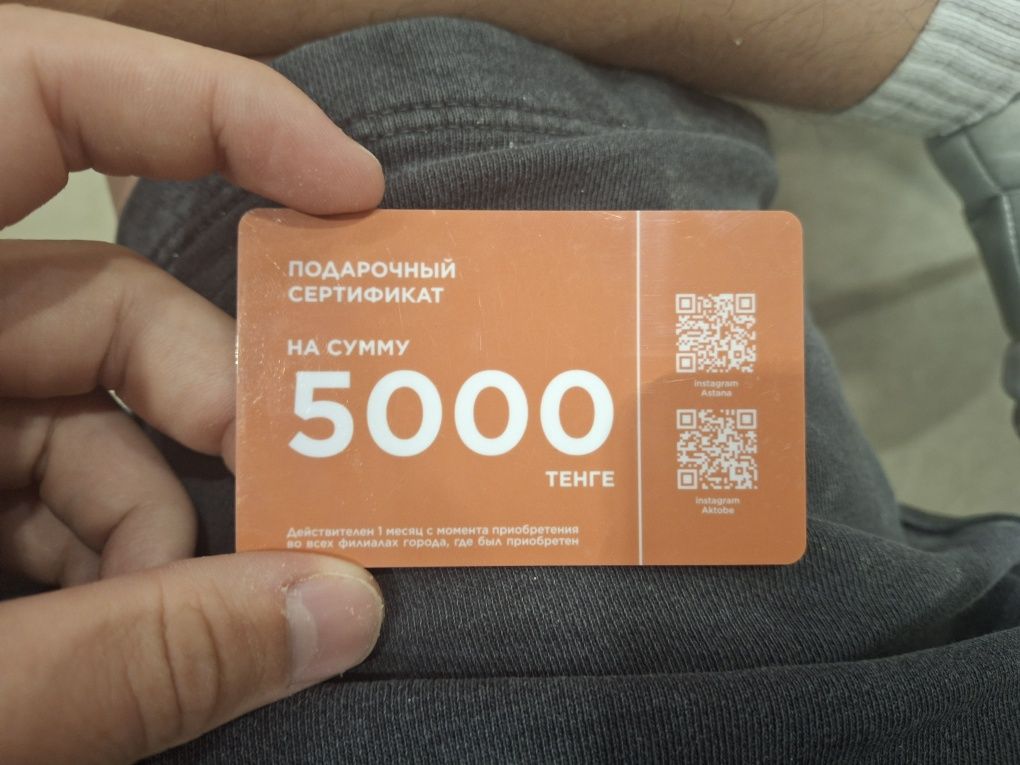 ПОДАРОЧНЫЙ
СЕРТИФИКАТ
НА СУММУ
5000
ТЕНГЕ
Действителен 1 месяц с момента приобретения
во всех филиалах города, где был приобретен
instagram
Astana
instagram
Aktobe